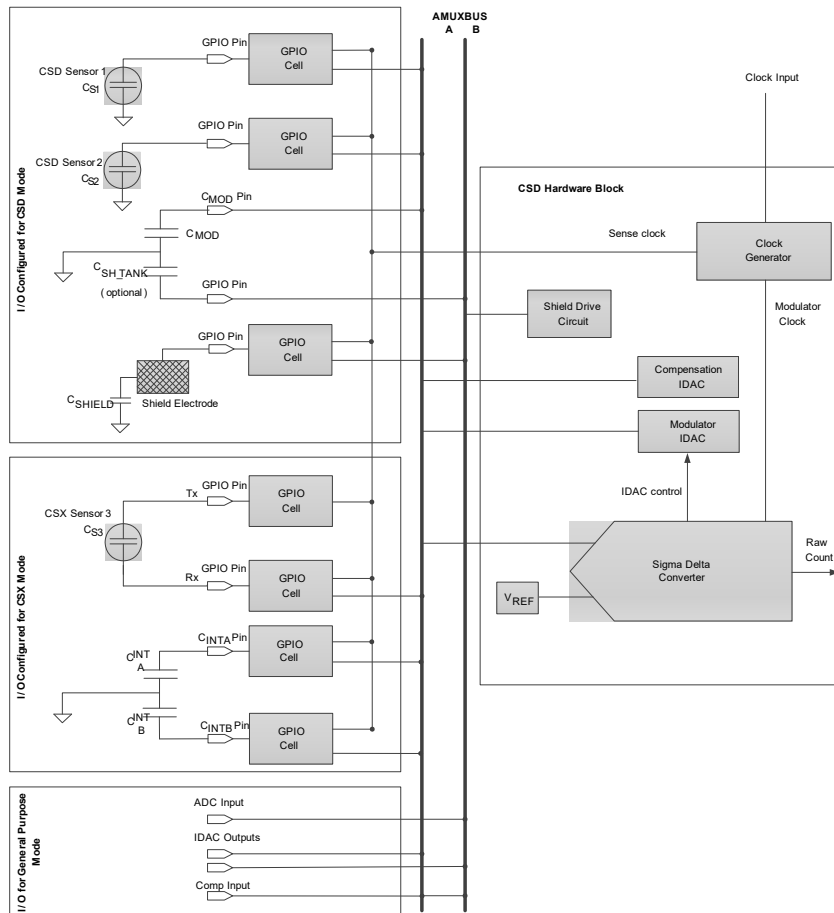 AMUXBUS
A B
I/O Configured for CSD Mode
GPIO Pin
GPIO
Cell
CSD Sensor 1
CS1
GPIO Pin
GPIO
Cell
CSD Sensor 2
CS2
CMOD Pin
CMOD
CSH_TANK
(optional)
GPIO Pin
GPIO Pin
GPIO
Cell
CSHIELD
Shield Electrode
I/O Configured for CSX Mode
GPIO Pin
Tx
GPIO
Cell
CSX Sensor 3
CS3
GPIO Pin
Rx
GPIO
Cell
CINTA Pin
GPIO
Cell
CINT
A
CINT
B
CINTB Pin
GPIO
Cell
I/O for General Purpose
Mode
ADC Input
IDAC Outputs
Comp Input
Clock Input
CSD Hardware Block
Sense clock
Clock
Generator
Modulator
Clock
Shield Drive
Circuit
Compensation
IDAC
Modulator
IDAC
IDAC control
Sigma Delta
Converter
Raw
Count
VREF